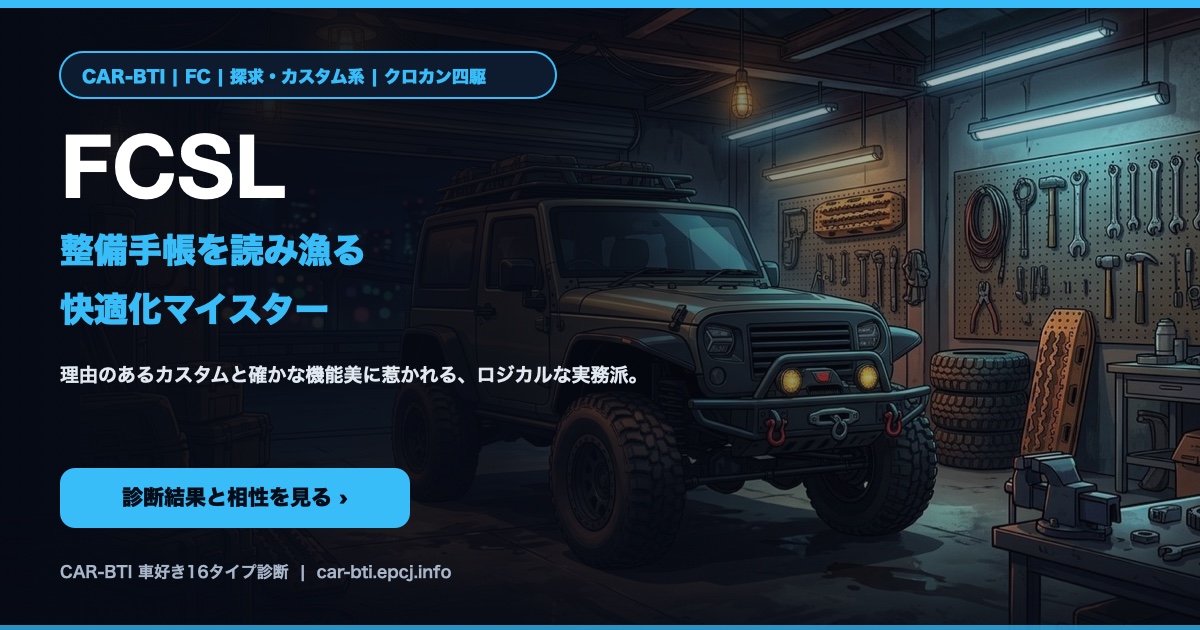 CAR-BTI | FC | 探求・カスタム系 | クロカン四駆
FCSL
整備手帳を読み漁る
快適化マイスター
理由のあるカスタムと確かな機能美に惹かれる、ロジカルな実務派。
診断結果と相性を見る ›
CAR-BTI 車好き16タイプ診断 | car-bti.epcj.info